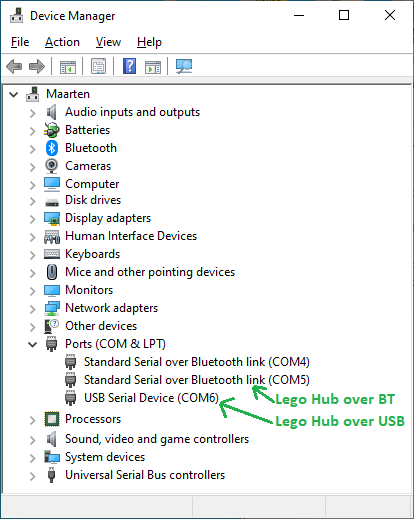 Device Manager
File Action View Help
Maarten
Audio inputs and outputs
Batteries
Bluetooth
Cameras
Computer
Disk drives
Display adapters
Human Interface Devices
Keyboards
Mice and other pointing devices
Monitors
Network adapters
Other devices
Ports (COM & LPT)
Standard Serial over Bluetooth link (COM4)
Standard Serial over Bluetooth link (COM5)
USB Serial Device (COM6)
Lego Hub over BT
Lego Hub over USB
Processors
Sound, video and game controllers
System devices
Universal Serial Bus controllers